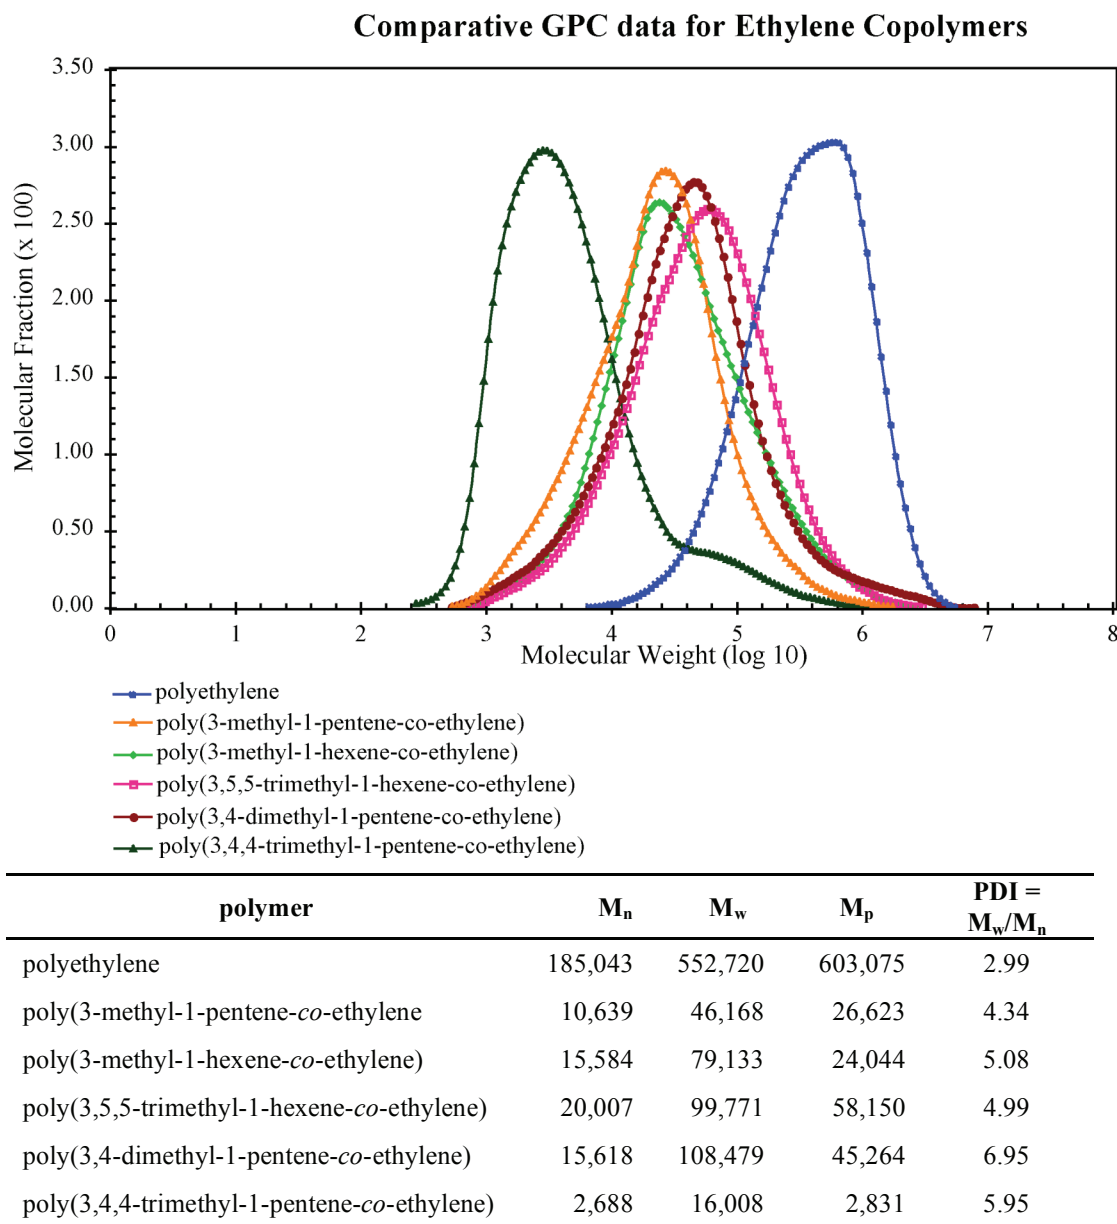 Comparative GPC data for Ethylene Copolymers
3.50
3.00
2.50
2.00
1.50
1.00
0.50
0.00
Molecular Fraction (x 100)
0 1 2 3 4 5 6 7 8
Molecular Weight (log 10)
polyethylene
poly(3-methyl-1-pentene-co-ethylene)
poly(3-methyl-1-hexene-co-ethylene)
poly(3,5,5-trimethyl-1-hexene-co-ethylene)
poly(3,4-dimethyl-1-pentene-co-ethylene)
poly(3,4,4-trimethyl-1-pentene-co-ethylene)
polymer Mn Mw Mp PDI = Mw/Mn
polyethylene 185,043 552,720 603,075 2.99
poly(3-methyl-1-pentene-co-ethylene 10,639 46,168 26,623 4.34
poly(3-methyl-1-hexene-co-ethylene) 15,584 79,133 24,044 5.08
poly(3,5,5-trimethyl-1-hexene-co-ethylene) 20,007 99,771 58,150 4.99
poly(3,4-dimethyl-1-pentene-co-ethylene) 15,618 108,479 45,264 6.95
poly(3,4,4-trimethyl-1-pentene-co-ethylene) 2,688 16,008 2,831 5.95